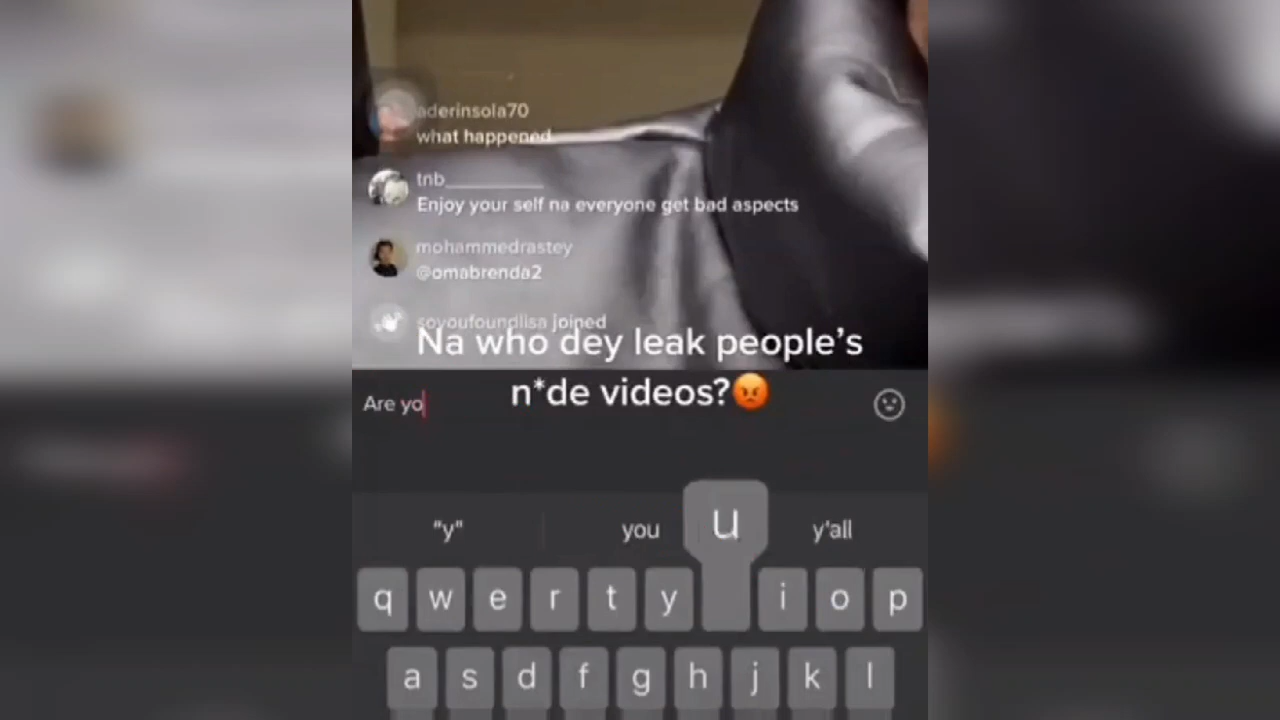 aderinsola70
what happened
tnb__________
Enjoy your self na everyone get bad aspects
mohammedrastey
@omabrenda2
soyoufoundlisa joined
Na who dey leak people's
n*de videos?😡
Are yo
"y" you u y'all
q w e r t y i o p
a s d f g h j k l